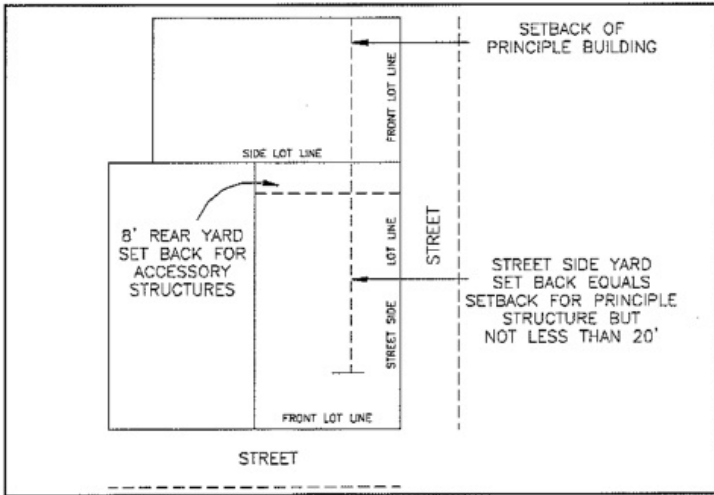 SETBACK OF
PRINCIPLE BUILDING
FRONT LOT LINE
SIDE LOT LINE
8' REAR YARD
SET BACK FOR
ACCESSORY
STRUCTURES
STREET SIDE LOT LINE
STREET
STREET SIDE YARD
SET BACK EQUALS
SETBACK FOR PRINCIPLE
STRUCTURE BUT
NOT LESS THAN 20'
FRONT LOT LINE
STREET